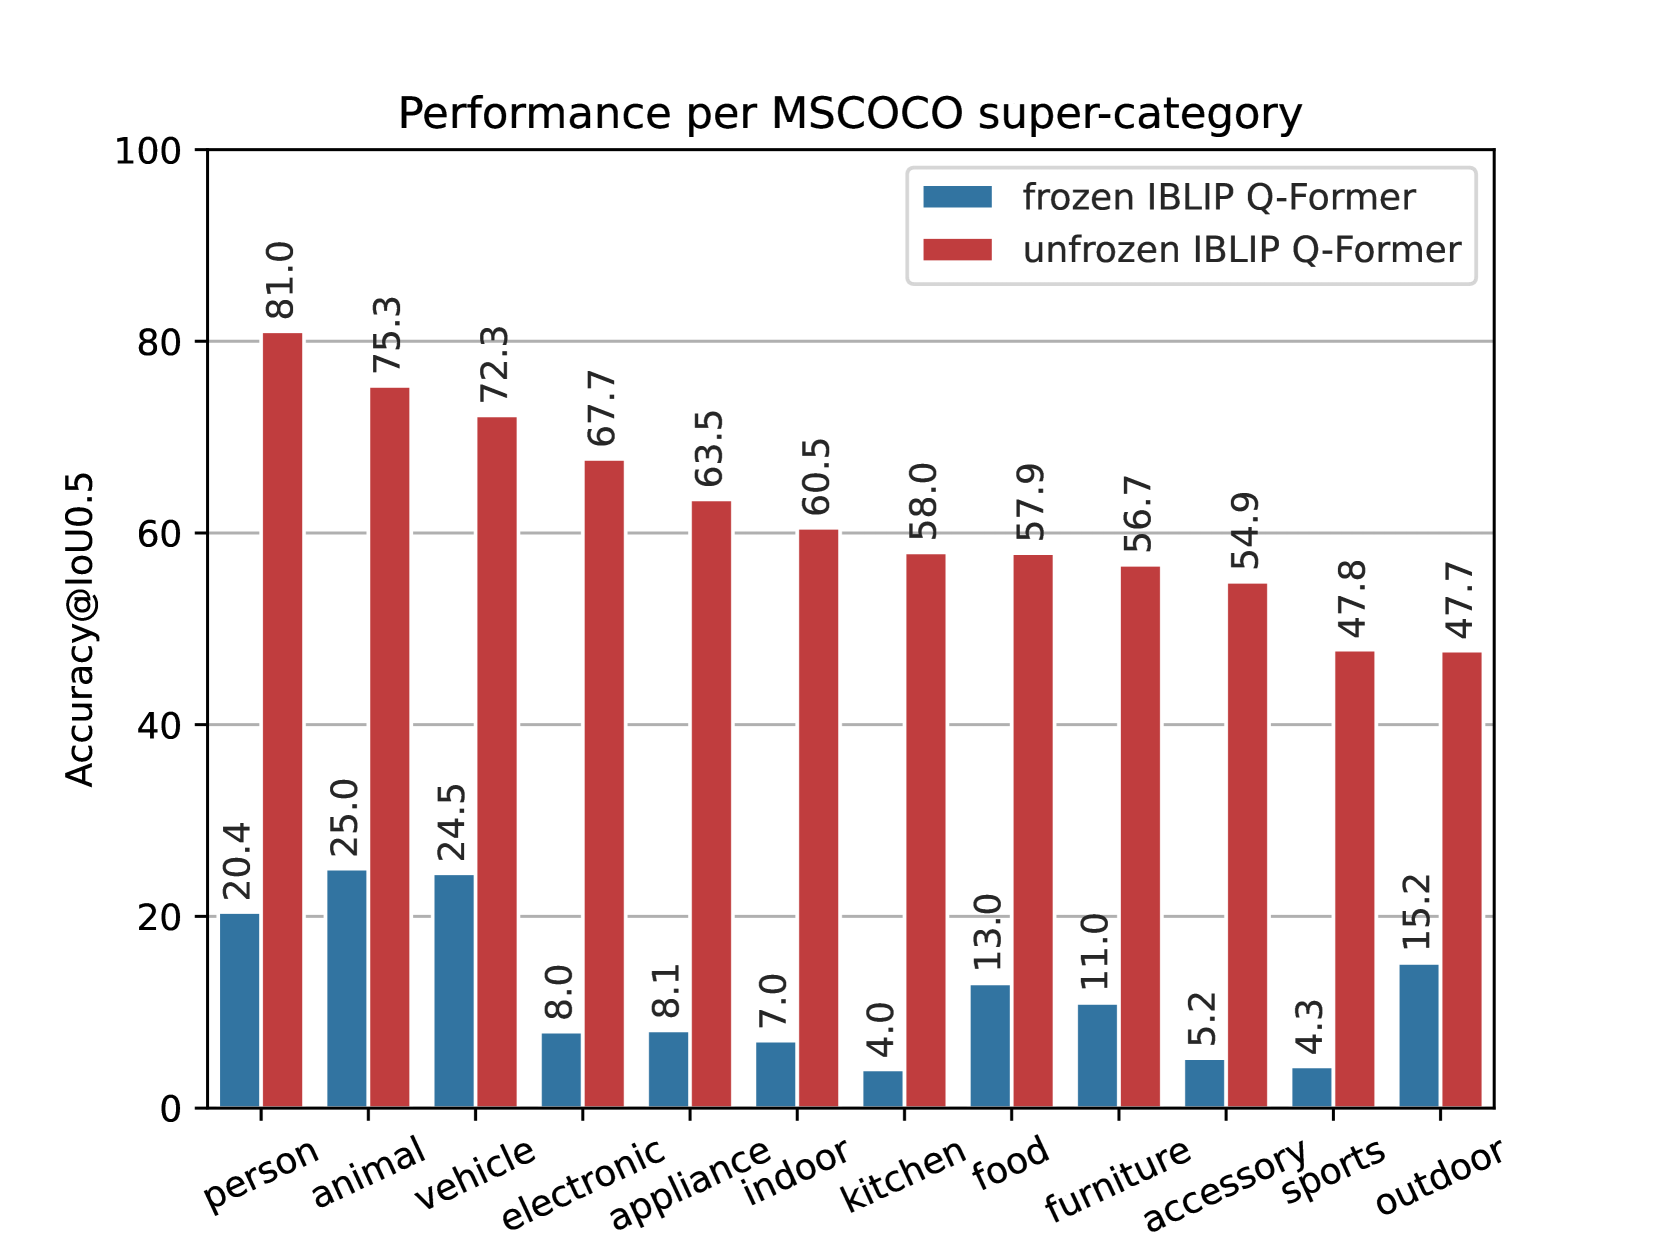 Performance per MSCOCO super-category
frozen IBLIP Q-Former
unfrozen IBLIP Q-Former
Accuracy@IoU0.5
100
80
60
40
20
0
20.4
81.0
25.0
75.3
24.5
72.3
8.0
67.7
8.1
63.5
7.0
60.5
4.0
58.0
13.0
57.9
11.0
56.7
5.2
54.9
4.3
47.8
15.2
47.7
person
animal
vehicle
electronic
appliance
indoor
kitchen
food
furniture
accessory
sports
outdoor